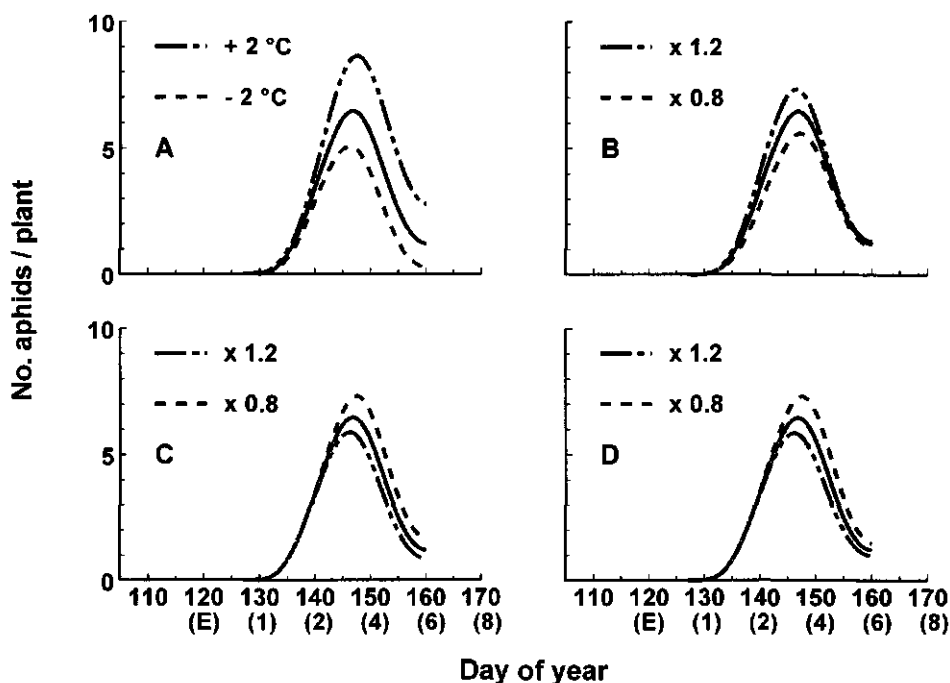 No. aphids / plant
10
5
0
+ 2 °C
- 2 °C
A
x 1.2
x 0.8
B
10
5
0
x 1.2
x 0.8
C
x 1.2
x 0.8
D
110 120 130 140 150 160 170
(E) (1) (2) (4) (6) (8)
110 120 130 140 150 160 170
(E) (1) (2) (4) (6) (8)
Day of year